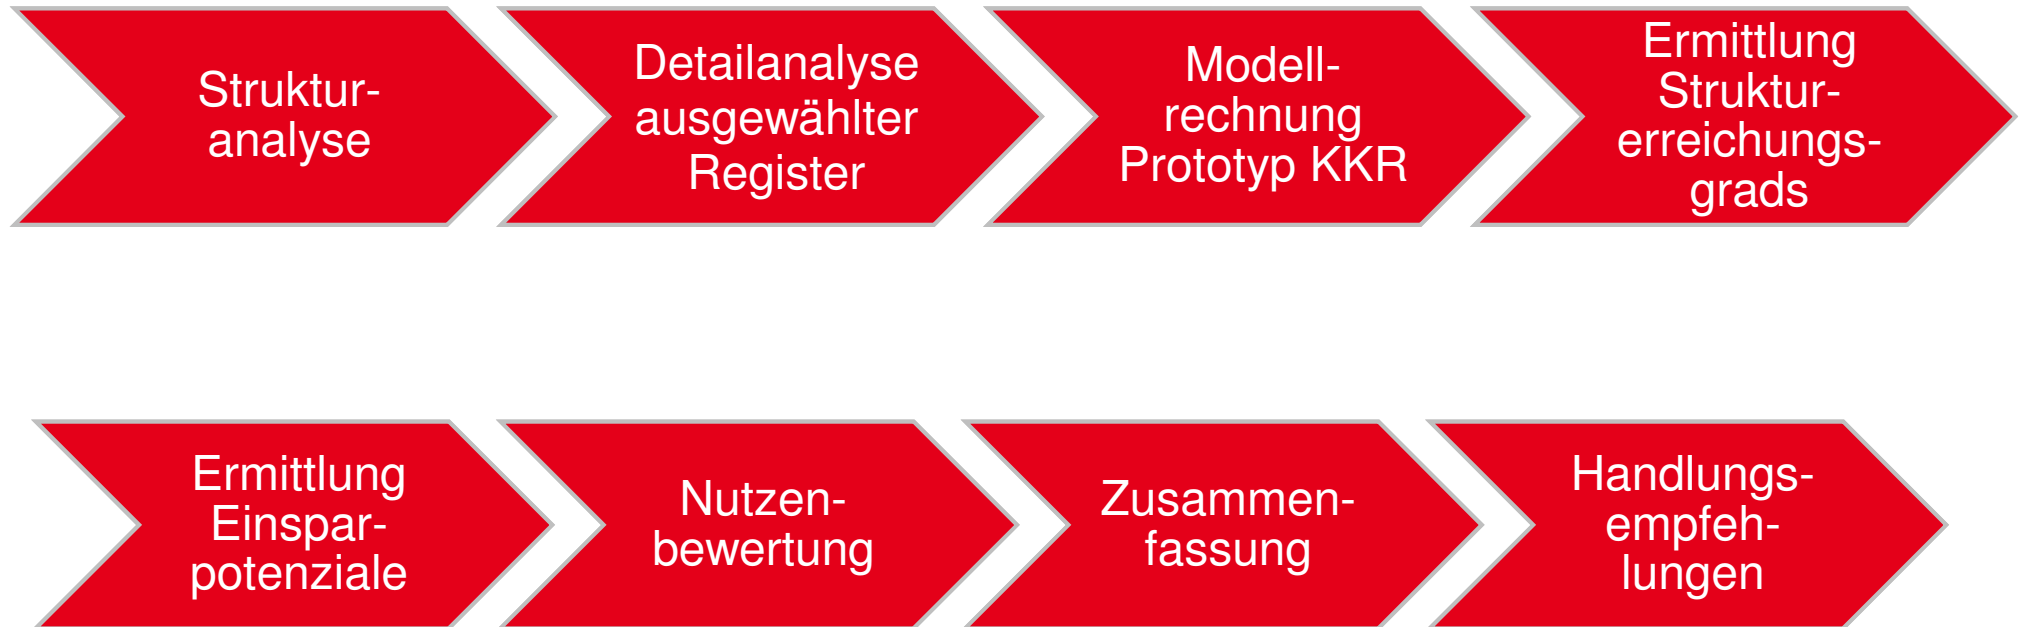 Struktur-
analyse
Detailanalyse
ausgewählter
Register
Modell-
rechnung
Prototyp KKR
Ermittlung
Struktur-
erreichungs-
grads
Ermittlung
Einspar-
potenziale
Nutzen-
bewertung
Zusammen-
fassung
Handlungs-
empfeh-
lungen